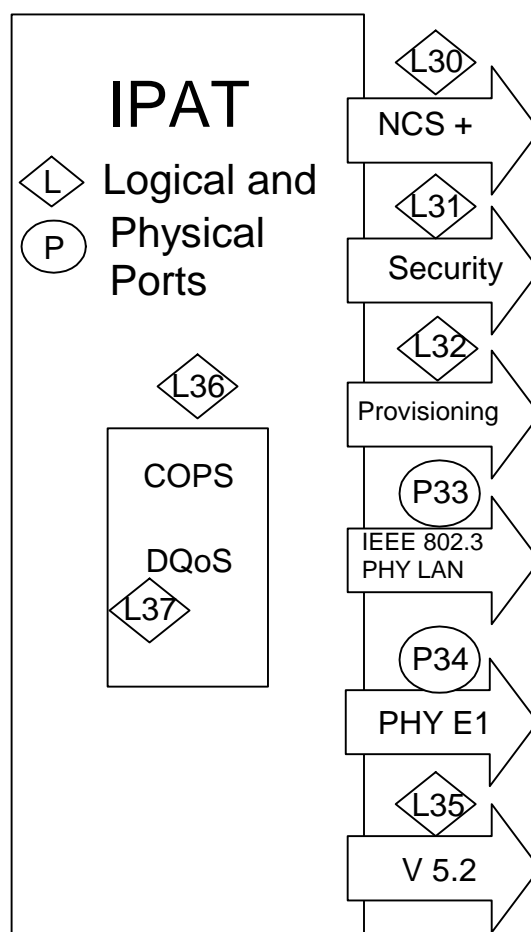 IPAT
L Logical and
P Physical
Ports
L36
COPS
DQoS
L37
L30
NCS +
L31
Security
L32
Provisioning
P33
IEEE 802.3
PHY LAN
P34
PHY E1
L35
V 5.2